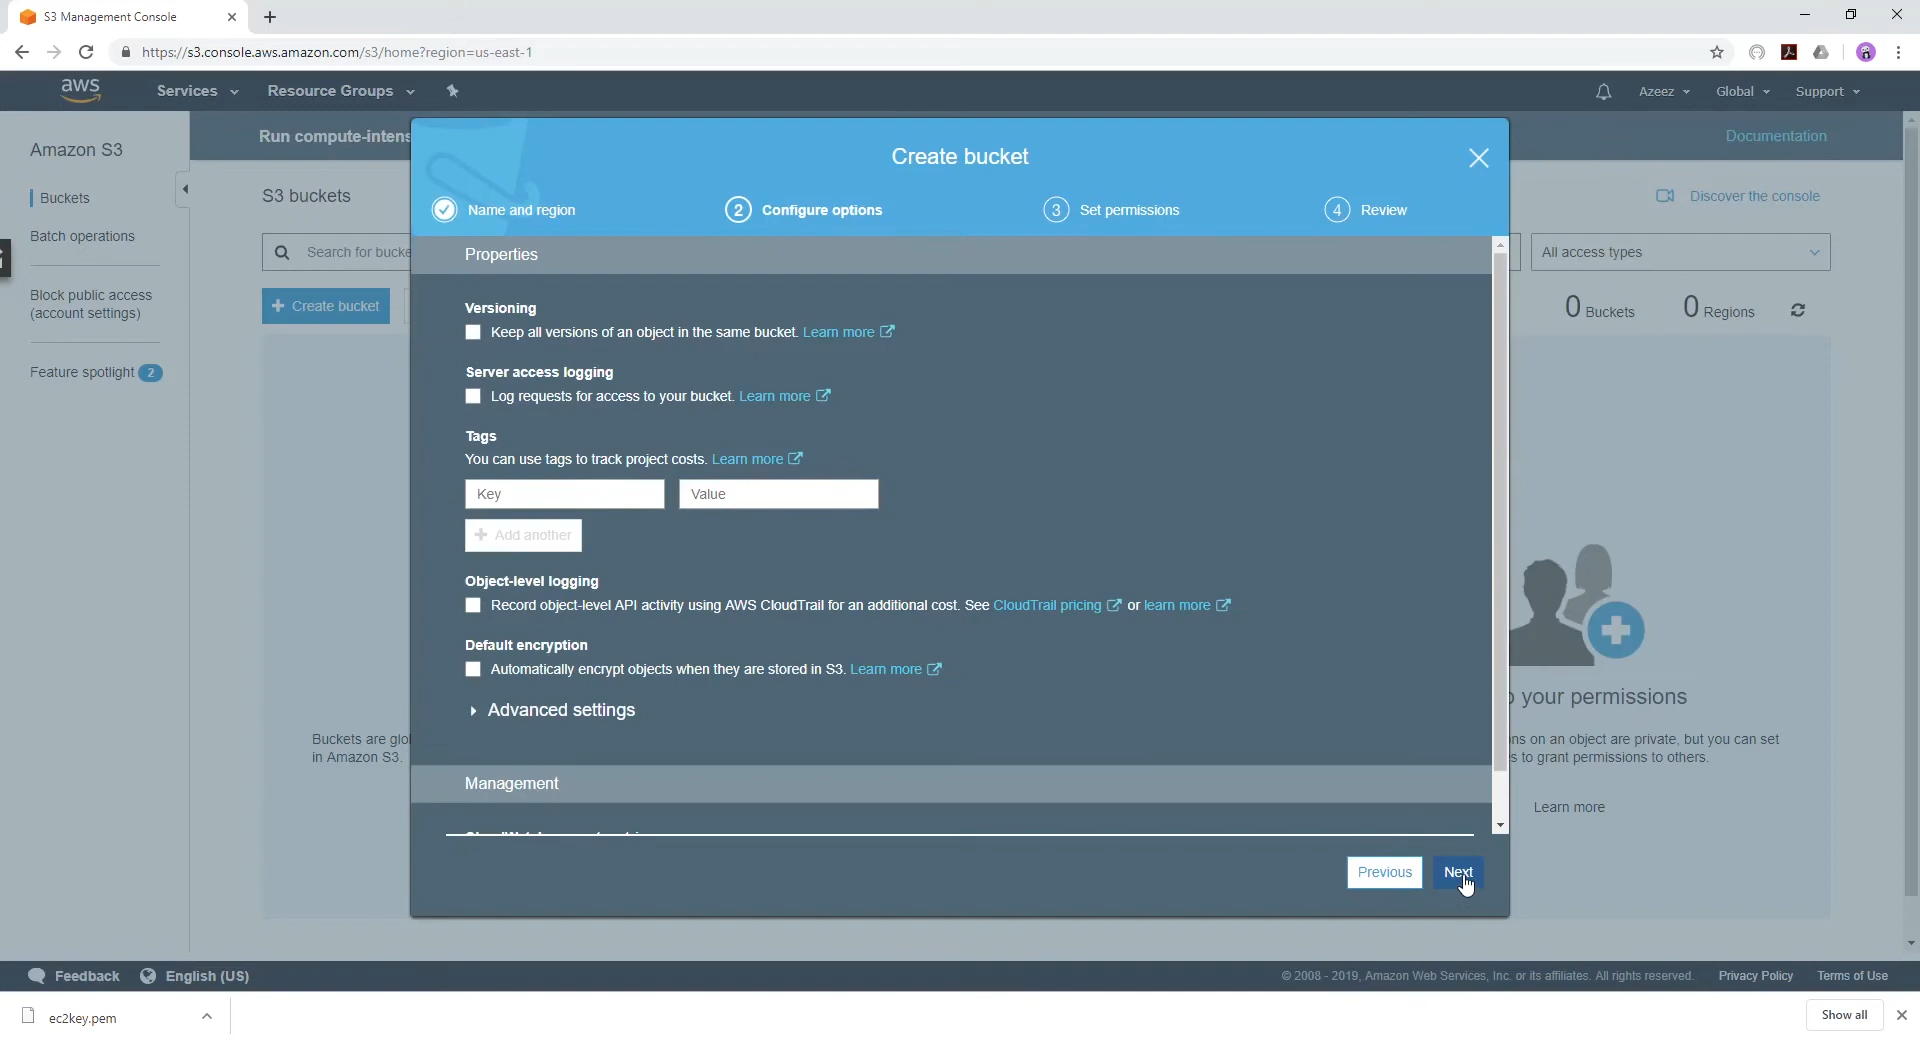 S3 Management Console
https://s3.console.aws.amazon.com/s3/home?region=us-east-1
aws
Services
Resource Groups
Azeez
Global
Support
Amazon S3
Buckets
Batch operations
Block public access
(account settings)
Feature spotlight 2
Run compute-intens
Documentation
S3 buckets
Discover the console
Search for bucke
All access types
+ Create bucket
0 Buckets
0 Regions
Create bucket
Name and region
2 Configure options
3 Set permissions
4 Review
Properties
Versioning
Keep all versions of an object in the same bucket. Learn more
Server access logging
Log requests for access to your bucket. Learn more
Tags
You can use tags to track project costs. Learn more
Key
Value
+ Add another
Object-level logging
Record object-level API activity using AWS CloudTrail for an additional cost. See CloudTrail pricing or learn more
Default encryption
Automatically encrypt objects when they are stored in S3. Learn more
Advanced settings
Management
Previous
Next
Buckets are glo
in Amazon S3.
your permissions
ns on an object are private, but you can set
s to grant permissions to others.
Learn more
Feedback
English (US)
© 2008 - 2019, Amazon Web Services, Inc. or its affiliates. All rights reserved.
Privacy Policy
Terms of Use
ec2key.pem
Show all